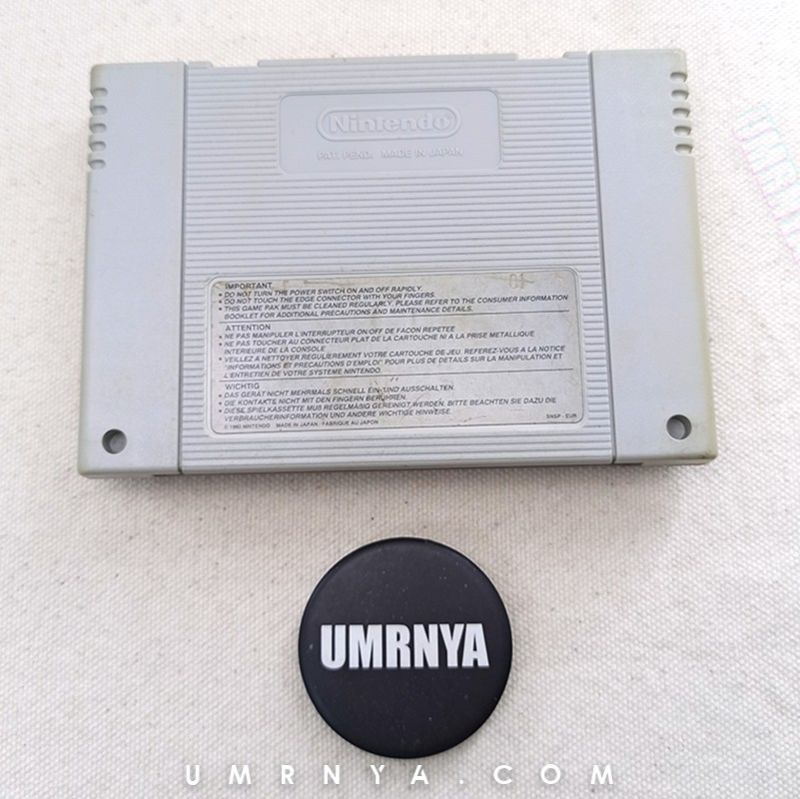 Nintendo
PAT. PEND. MADE IN JAPAN
01
IMPORTANT
• DO NOT TURN THE POWER SWITCH ON AND OFF RAPIDLY.
• DO NOT TOUCH THE EDGE CONNECTOR WITH YOUR FINGERS.
• THIS GAME PAK MUST BE CLEANED REGULARLY. PLEASE REFER TO THE CONSUMER INFORMATION
BOOKLET FOR ADDITIONAL PRECAUTIONS AND MAINTENANCE DETAILS.
ATTENTION
• NE PAS MANIPULER L'INTERRUPTEUR ON/OFF DE FACON REPETEE
• NE PAS TOUCHER AU CONNECTEUR PLAT DE LA CARTOUCHE NI A LA PRISE METALLIQUE
INTERIEURE DE LA CONSOLE
• VEILLEZ A NETTOYER REGULIEREMENT VOTRE CARTOUCHE DE JEU. REFEREZ-VOUS A LA NOTICE
"INFORMATIONS ET PRECAUTIONS D'EMPLOI" POUR PLUS DE DETAILS SUR LA MANIPULATION ET
L'ENTRETIEN DE VOTRE SYSTEME NINTENDO.
WICHTIG
• DAS GERÄT NICHT MEHRMALS SCHNELL EIN- UND AUSSCHALTEN.
• DIE KONTAKTE NICHT MIT DEN FINGERN BERÜHREN.
• DIESE SPIELKASSETTE MUß REGELMÄßIG GEREINIGT WERDEN. BITTE BEACHTEN SIE DAZU DIE
VERBRAUCHERINFORMATION UND ANDERE WICHTIGE HINWEISE.
© 1992 NINTENDO MADE IN JAPAN / FABRIQUE AU JAPON SNSP - EUR
UMRNYA
UMRNYA
UMRNYA.COM